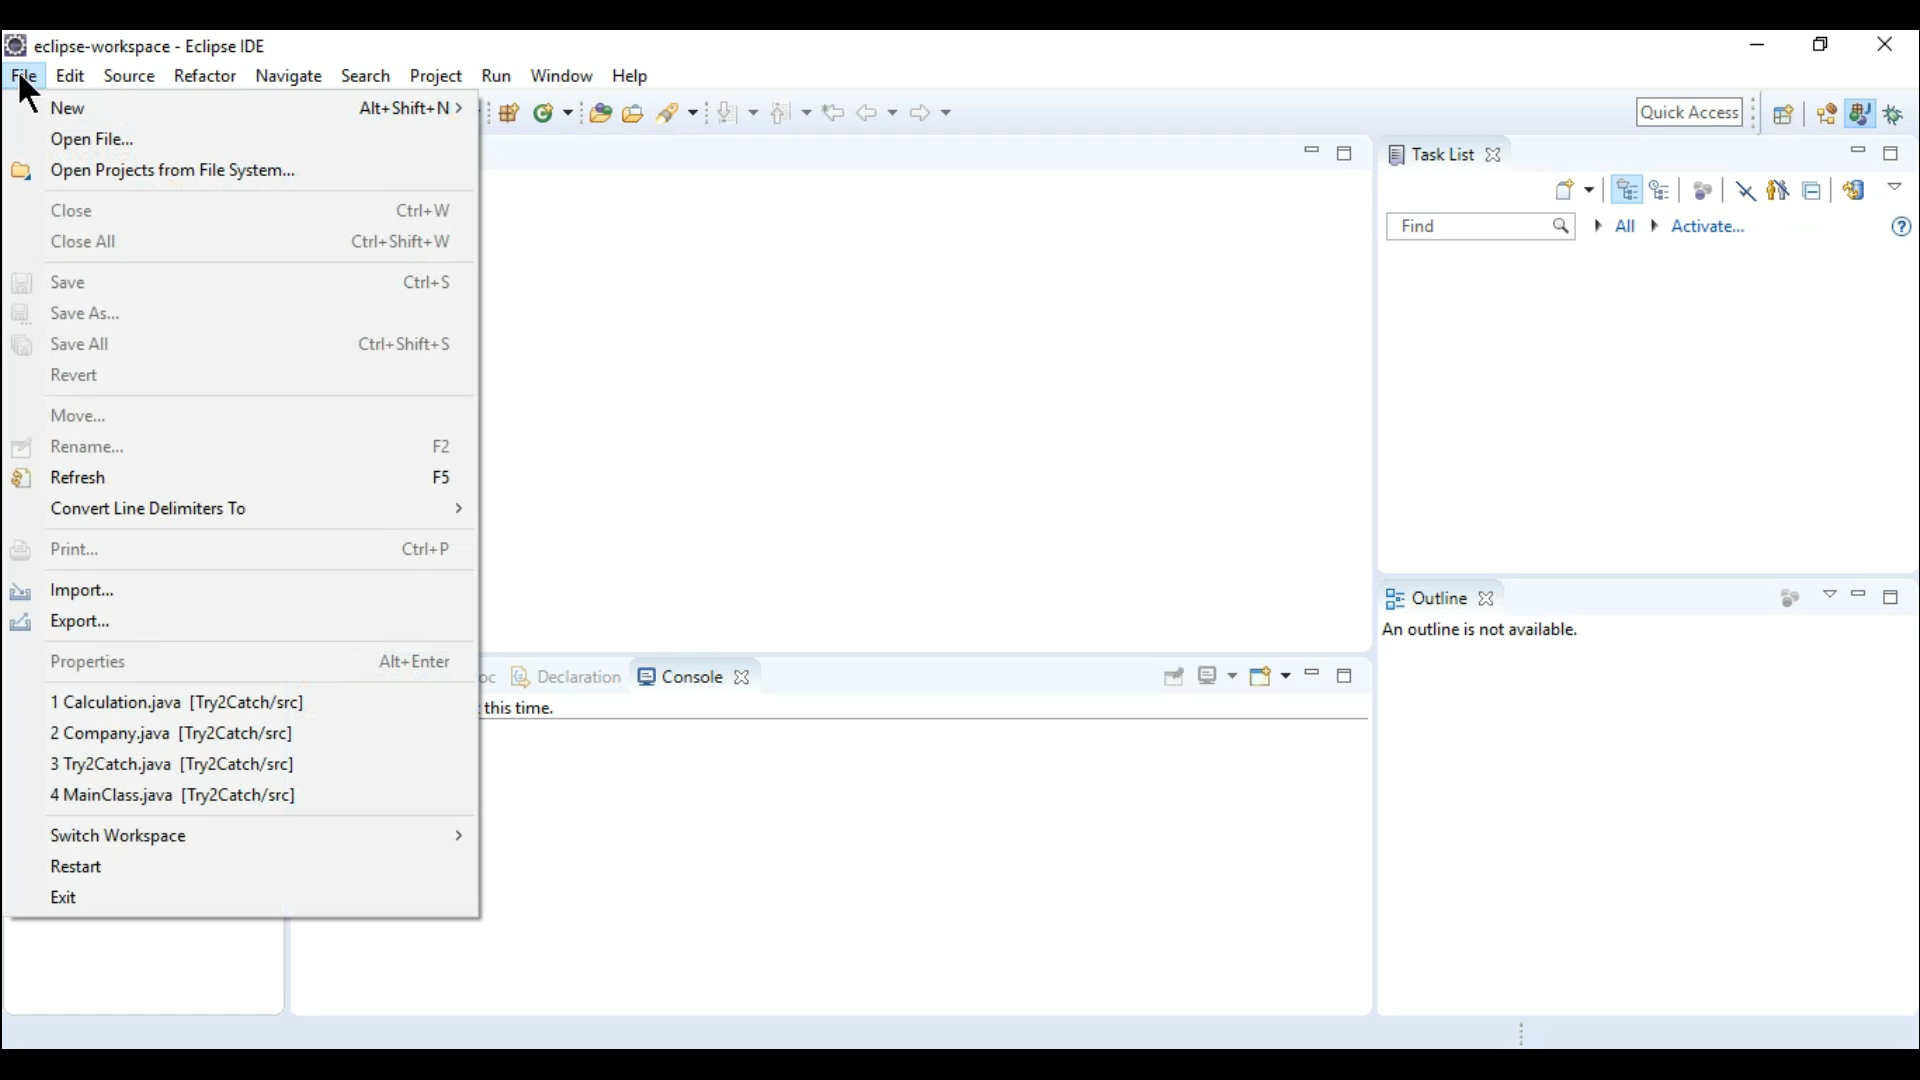 eclipse-workspace - Eclipse IDE
File Edit Source Refactor Navigate Search Project Run Window Help
New Alt+Shift+N
Open File...
Open Projects from File System...
Close Ctrl+W
Close All Ctrl+Shift+W
Save Ctrl+S
Save As...
Save All Ctrl+Shift+S
Revert
Move...
Rename... F2
Refresh F5
Convert Line Delimiters To
Print... Ctrl+P
Import...
Export...
Properties Alt+Enter
1 Calculation.java [Try2Catch/src]
2 Company.java [Try2Catch/src]
3 Try2Catch.java [Try2Catch/src]
4 MainClass.java [Try2Catch/src]
Switch Workspace
Restart
Exit
Quick Access
Task List
Find All Activate...
Outline
An outline is not available.
oc Declaration Console
this time.